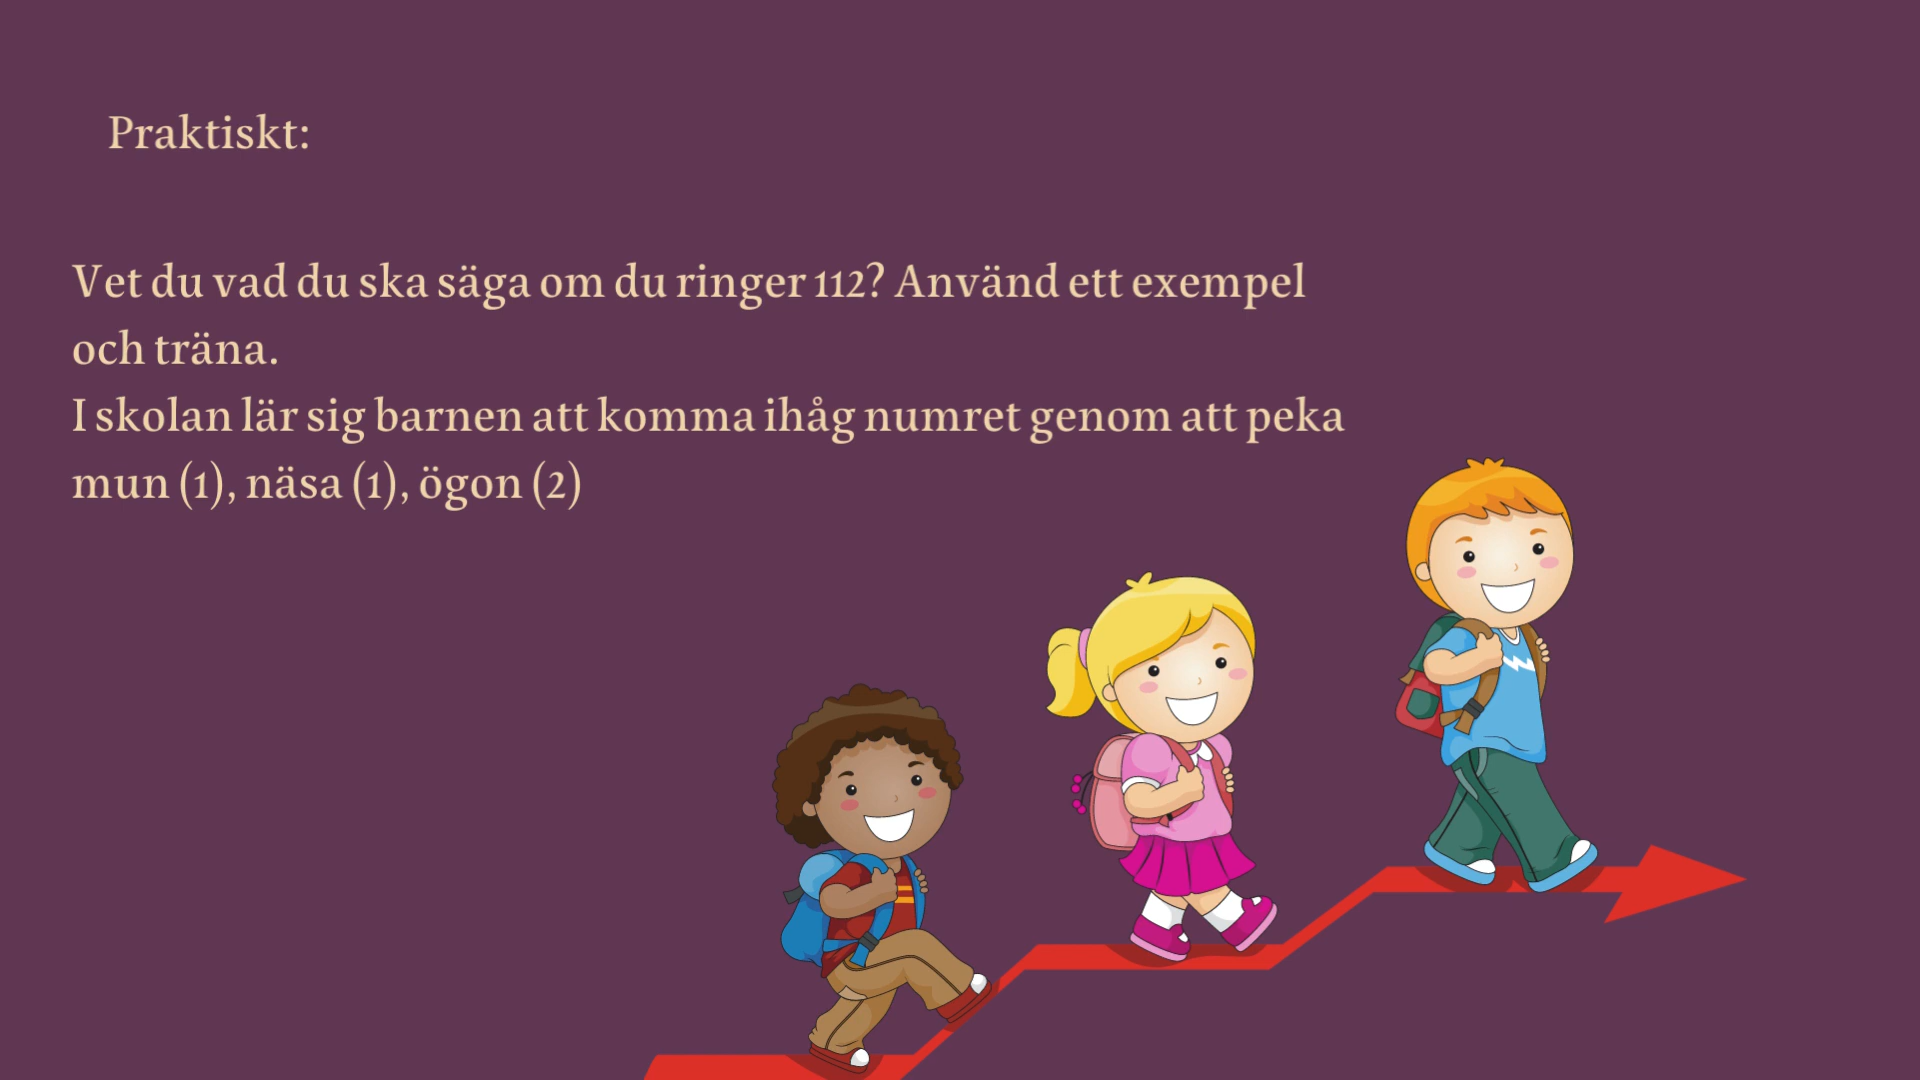 Praktiskt:
Vet du vad du ska säga om du ringer 112? Använd ett exempel
och träna.
I skolan lär sig barnen att komma ihåg numret genom att peka
mun (1), näsa (1), ögon (2)